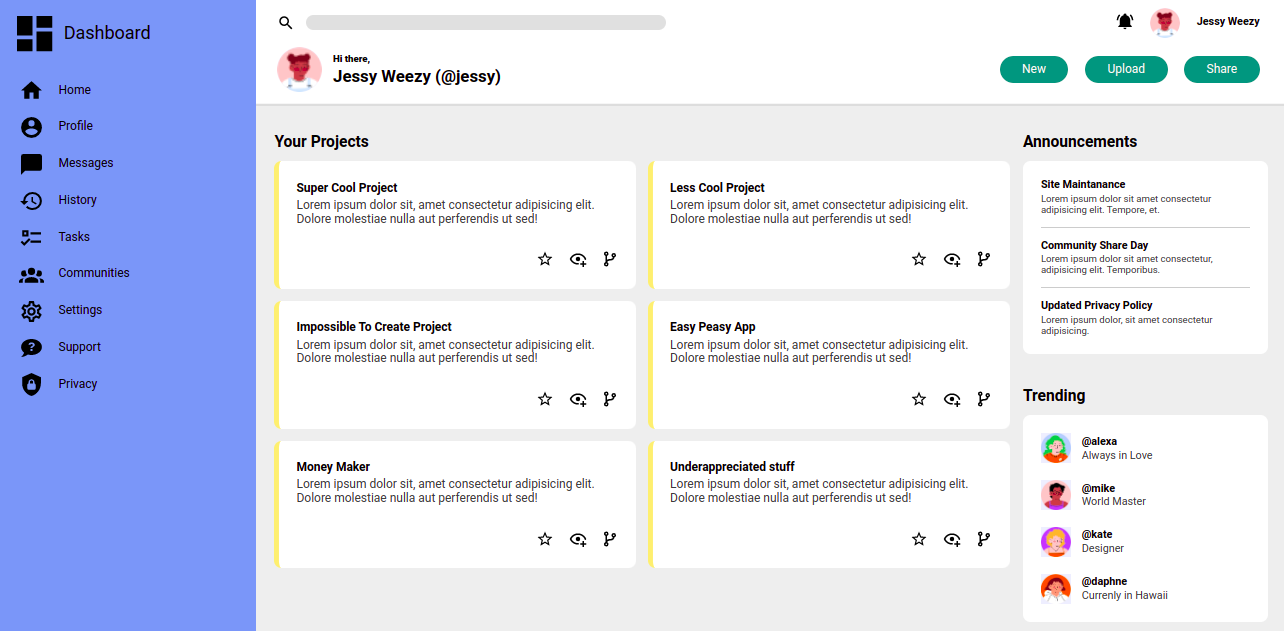 Dashboard
Home
Profile
Messages
History
Tasks
Communities
Settings
Support
Privacy
Jessy Weezy
Hi there,
Jessy Weezy (@jessy)
New
Upload
Share
Your Projects
Super Cool Project
Lorem ipsum dolor sit, amet consectetur adipisicing elit.
Dolore molestiae nulla aut perferendis ut sed!
Less Cool Project
Lorem ipsum dolor sit, amet consectetur adipisicing elit.
Dolore molestiae nulla aut perferendis ut sed!
Impossible To Create Project
Lorem ipsum dolor sit, amet consectetur adipisicing elit.
Dolore molestiae nulla aut perferendis ut sed!
Easy Peasy App
Lorem ipsum dolor sit, amet consectetur adipisicing elit.
Dolore molestiae nulla aut perferendis ut sed!
Money Maker
Lorem ipsum dolor sit, amet consectetur adipisicing elit.
Dolore molestiae nulla aut perferendis ut sed!
Underappreciated stuff
Lorem ipsum dolor sit, amet consectetur adipisicing elit.
Dolore molestiae nulla aut perferendis ut sed!
Announcements
Site Maintanance
Lorem ipsum dolor sit amet consectetur
adipisicing elit. Tempore, et.
Community Share Day
Lorem ipsum dolor sit amet consectetur,
adipisicing elit. Temporibus.
Updated Privacy Policy
Lorem ipsum dolor, sit amet consectetur
adipisicing.
Trending
@alexa
Always in Love
@mike
World Master
@kate
Designer
@daphne
Currenly in Hawaii